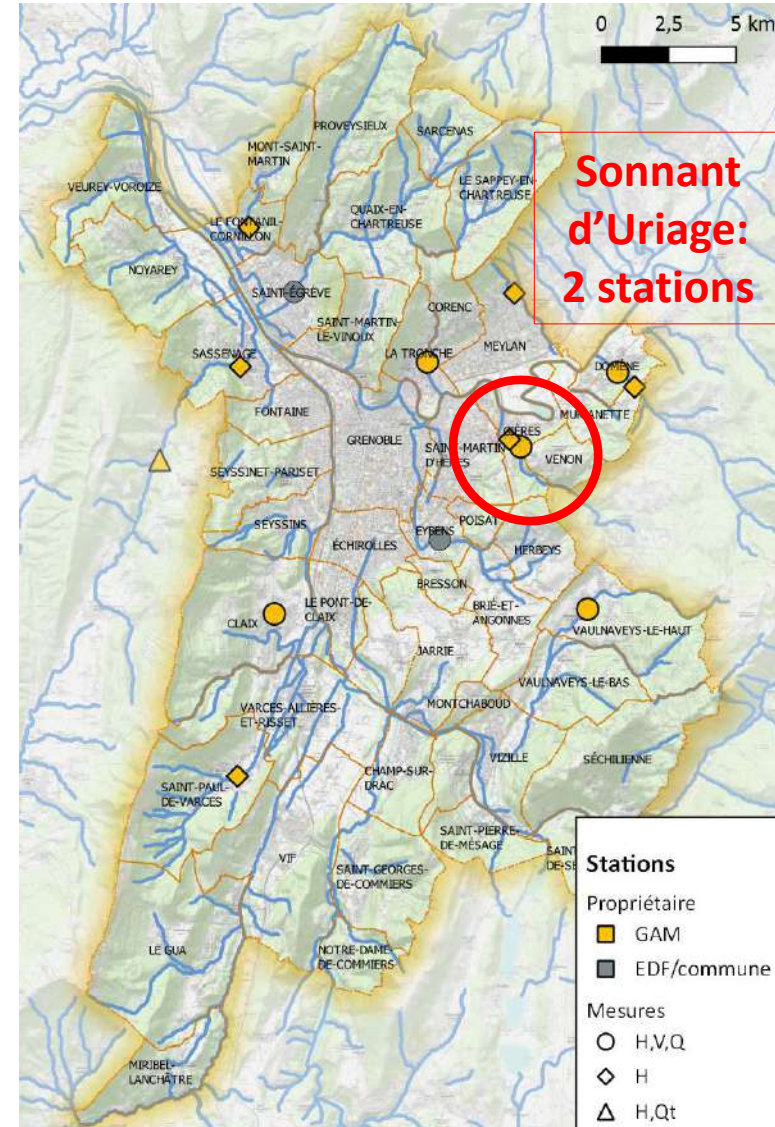 0 2,5 5 km
Sonnant
d’Uriage:
2 stations
PROVEYSIEUX
SARCENAS
MONT-SAINT-
MARTIN
LE SAPPEY-EN-
CHARTREUSE
VEUREY-VOROIZE
QUAIX-EN-
CHARTREUSE
LE FONTANIL-
CORNILLON
NOYAREY
SAINT-ÉGRÈVE
CORENC
SAINT-MARTIN-
LE-VINOUX
MEYLAN
SASSENAGE
LA TRONCHE
DOMÈNE
FONTAINE
MURIANETTE
GIÈRES
GRENOBLE
SAINT-MARTIN
D'HÈRES
VENON
SEYSSINET-PARISET
SEYSSINS
POISAT
EYBENS
ÉCHIROLLES
HERBEYS
BRESSON
LE PONT-DE-
CLAIX
BRIÉ-ET-
ANGONNES
CLAIX
VAULNAVEYS-LE-HAUT
JARRIE
VAULNAVEYS-LE-BAS
VARCES-ALLIÈRES-
ET-RISSET
MONTCHABOUD
VIZILLE
SÉCHILIENNE
CHAMP-SUR-
DRAC
SAINT-PAUL-
DE-VARCES
SAINT-PIERRE-
DE-MÉSAGE
SAINT
DE-SE
VIF
SAINT-GEORGES-
DE-COMMIERS
LE GUA
NOTRE-DAME-
DE-COMMIERS
MIRIBEL-
LANCHÂTRE
Stations
Propriétaire
GAM
EDF/commune
Mesures
H,V,Q
H
H,Qt